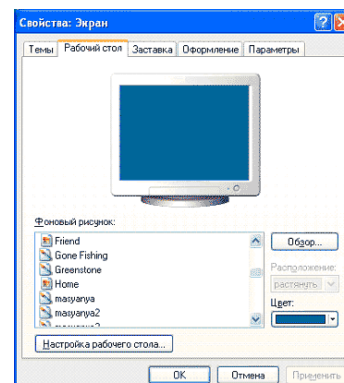 Свойства: Экран
Темы Рабочий стол Заставка Оформление Параметры
Фоновый рисунок:
Friend
Gone Fishing
Greenstone
Home
masyanya
masyanya2
Обзор...
Расположение:
растянуть
Цвет:
Настройка рабочего стола...
ОК Отмена Применить